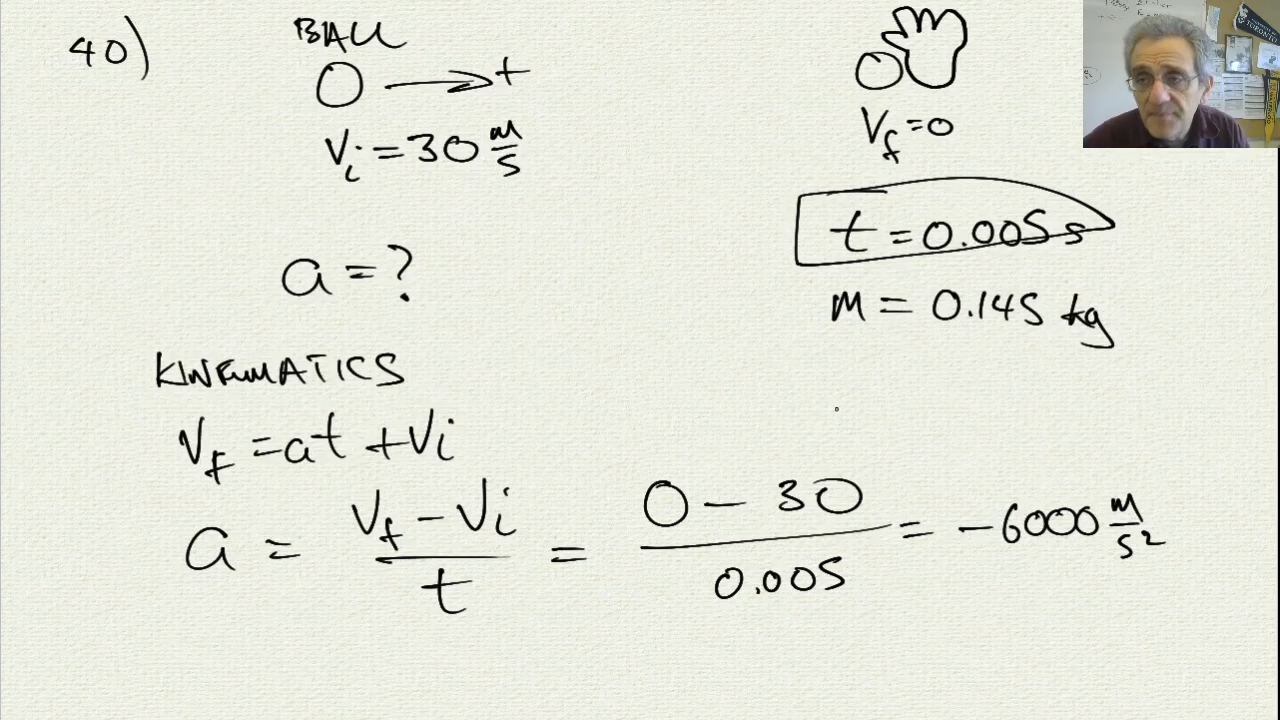 40)
BALL
+
Vi = 30 m/s
Vf = 0
t = 0.005 s
a = ?
m = 0.145 kg
KINEMATICS
Vf = at + Vi
a = (Vf - Vi)/t = (0 - 30)/0.005 = -6000 m/s²
TORONTO